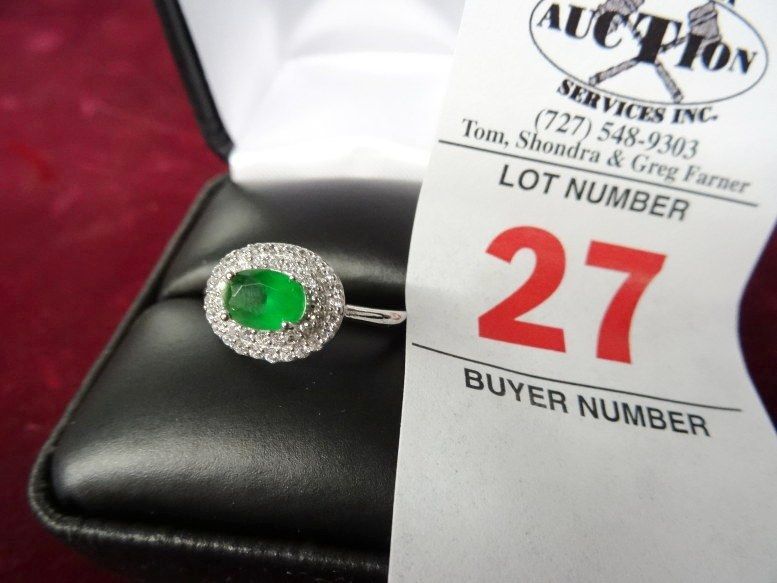 AUCTION
SERVICES INC.
(727) 548-9303
Tom, Shondra & Greg Farner
LOT NUMBER
27
BUYER NUMBER